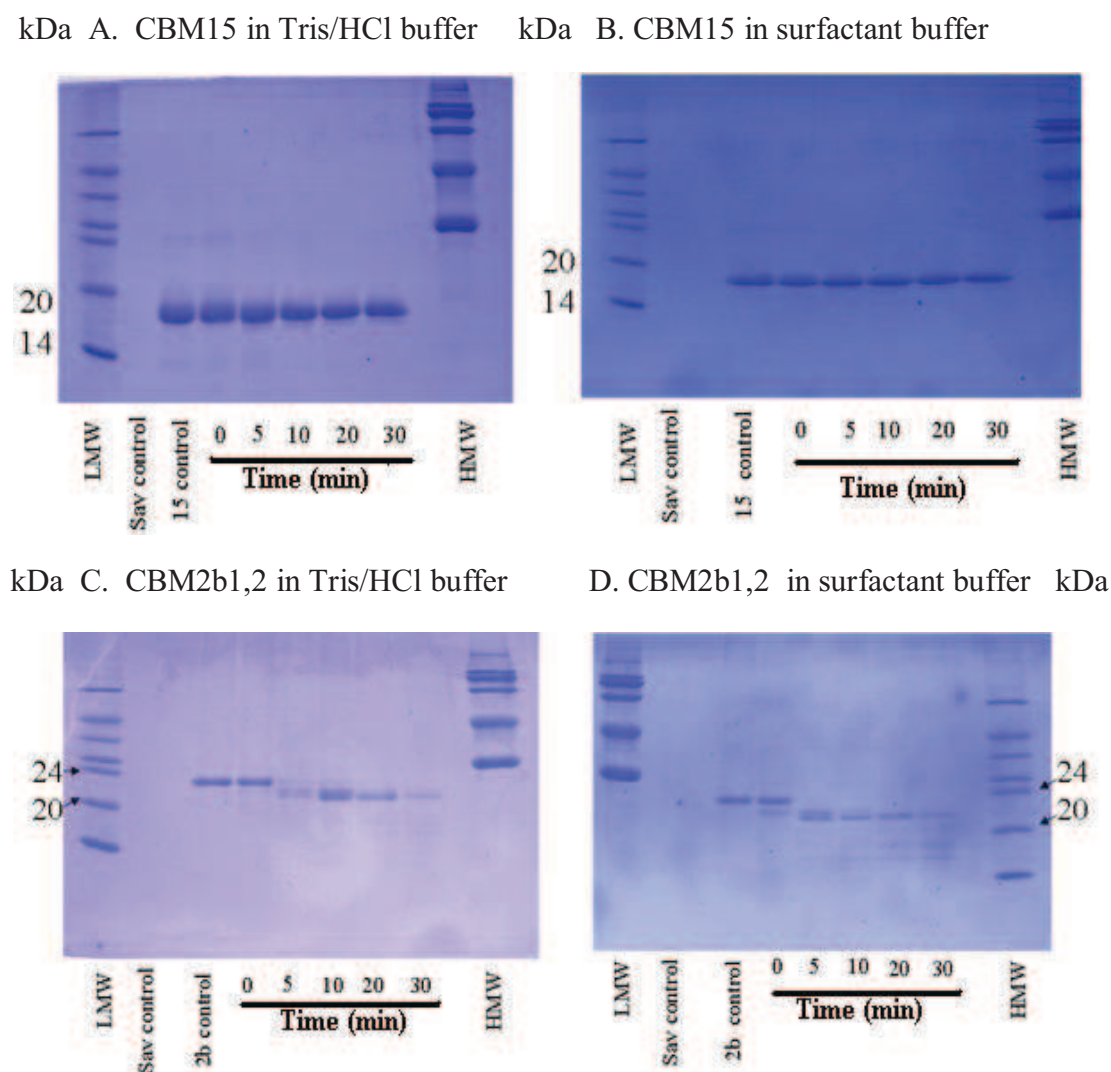 kDa A. CBM15 in Tris/HCl buffer
kDa B. CBM15 in surfactant buffer
20
14
20
14
LMW
Sav control
15 control
0 5 10 20 30
Time (min)
HMW
LMW
Sav control
15 control
0 5 10 20 30
Time (min)
HMW
kDa C. CBM2b1,2 in Tris/HCl buffer
D. CBM2b1,2 in surfactant buffer kDa
24
20
24
20
LMW
Sav control
2b control
0 5 10 20 30
Time (min)
HMW
LMW
Sav control
2b control
0 5 10 20 30
Time (min)
HMW